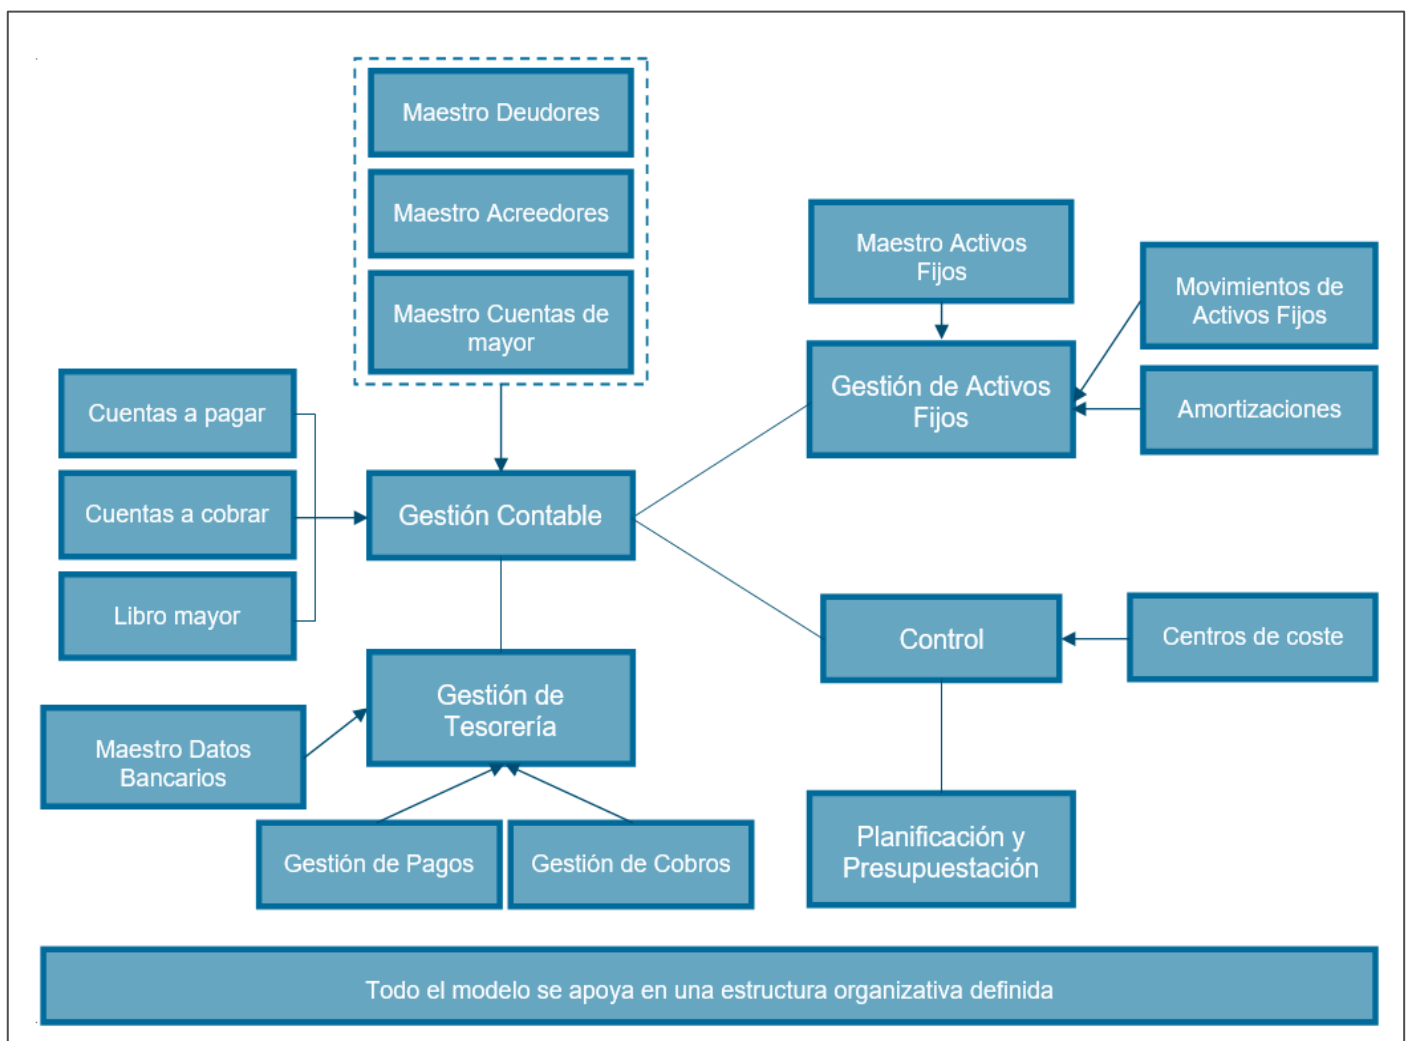 Maestro Deudores
Maestro Acreedores
Maestro Cuentas de
mayor
Maestro Activos
Fijos
Movimientos de
Activos Fijos
Gestión de Activos
Fijos
Amortizaciones
Cuentas a pagar
Cuentas a cobrar
Libro mayor
Gestión Contable
Control
Centros de coste
Gestión de
Tesorería
Maestro Datos
Bancarios
Gestión de Pagos
Gestión de Cobros
Planificación y
Presupuestación
Todo el modelo se apoya en una estructura organizativa definida